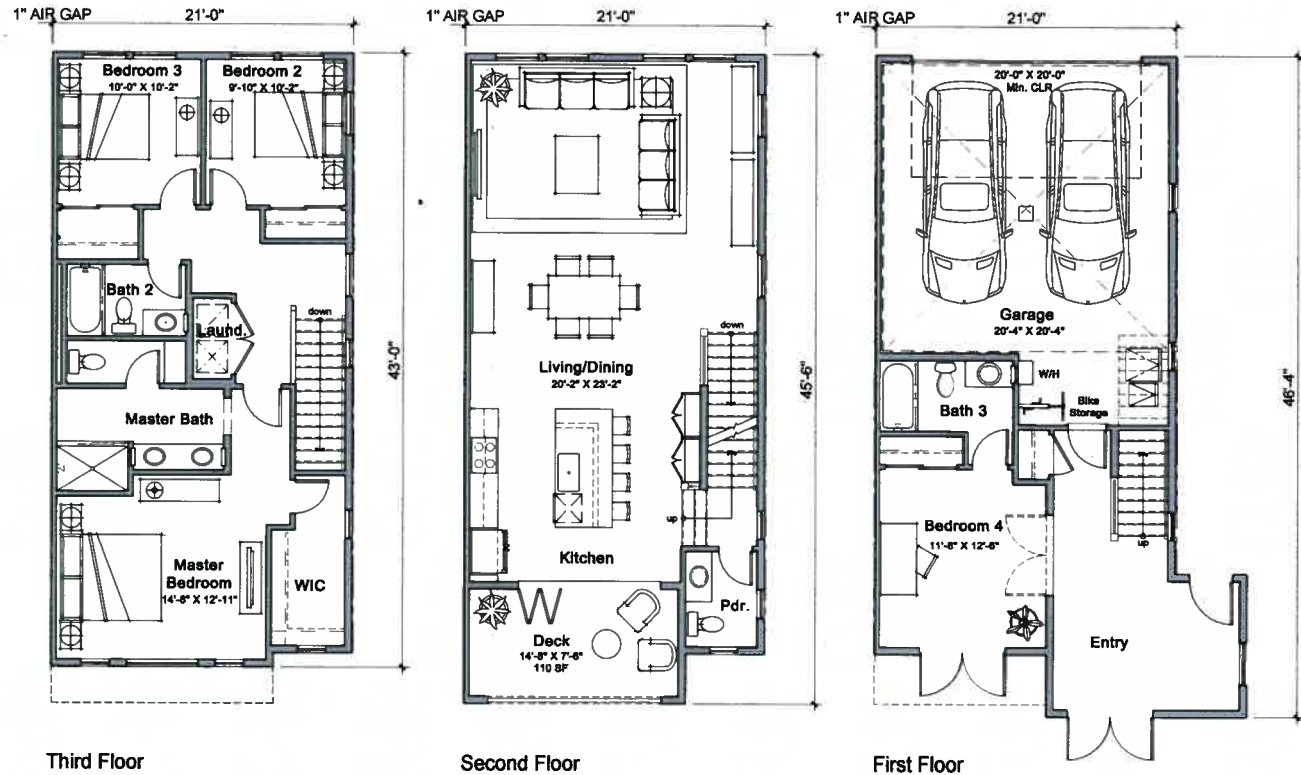 1" AIR GAP
21'-0"
Bedroom 3
10'-0" X 10'-2"
Bedroom 2
9'-10" X 10'-2"
Bath 2
Laund.
down
43'-0"
Master Bath
Master
Bedroom
14'-8" X 12'-11"
WIC
Third Floor
1" AIR GAP
21'-0"
down
Living/Dining
20'-2" X 23'-2"
45'-6"
up
Kitchen
Pdr.
Deck
14'-8" X 7'-6"
110 SF
Second Floor
1" AIR GAP
21'-0"
20'-0" X 20'-0"
Min. CLR.
Garage
20'-4" X 20'-4"
W/H
Bike
Storage
46'-4"
Bath 3
Bedroom 4
11'-8" X 12'-6"
up
Entry
First Floor